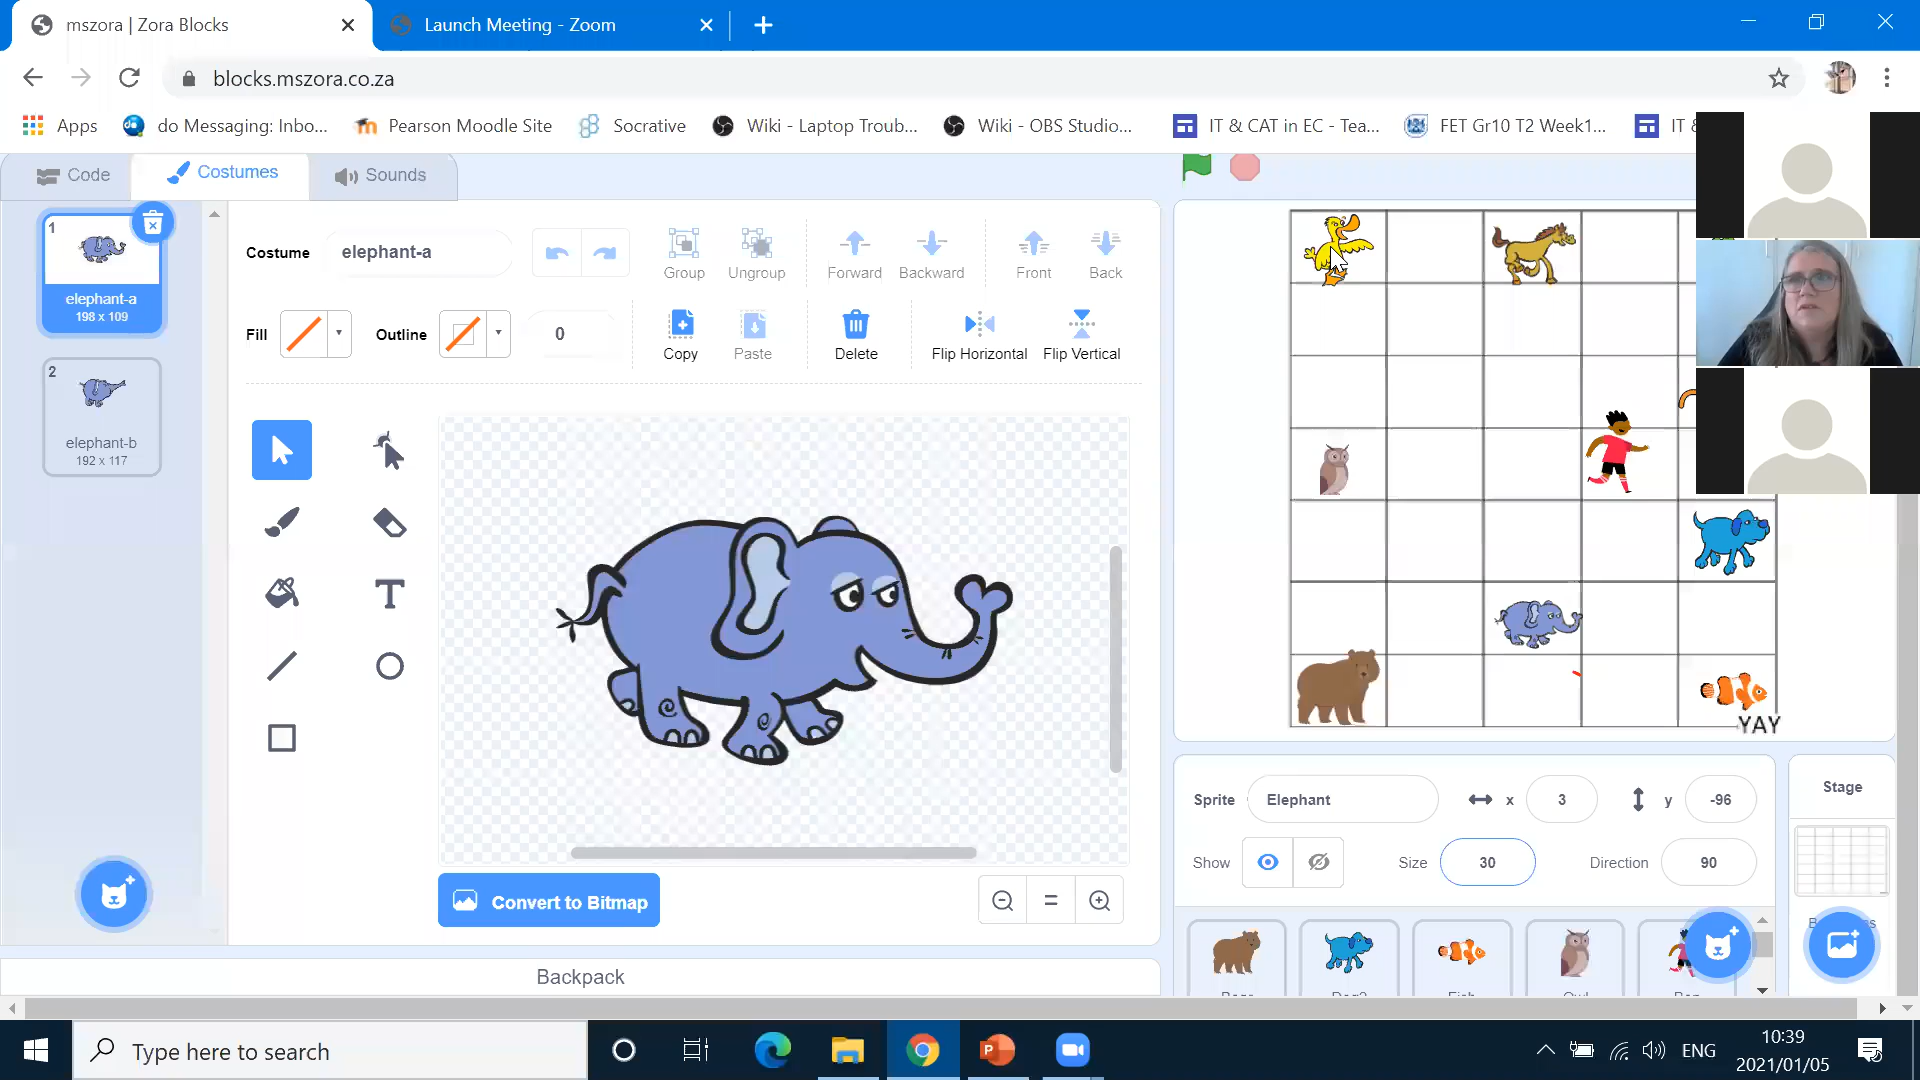 mszora | Zora Blocks
Launch Meeting - Zoom
blocks.mszora.co.za
Apps
do Messaging: Inbo...
Pearson Moodle Site
Socrative
Wiki - Laptop Troub...
Wiki - OBS Studio...
IT & CAT in EC - Tea...
FET Gr10 T2 Week1...
IT &
Code
Costumes
Sounds
1
elephant-a
198 x 109
2
elephant-b
192 x 117
Costume
elephant-a
Group
Ungroup
Forward
Backward
Front
Back
Fill
Outline
0
Copy
Paste
Delete
Flip Horizontal
Flip Vertical
Convert to Bitmap
Backpack
YAY
Sprite
Elephant
x
3
y
-96
Show
Size
30
Direction
90
Stage
Type here to search
ENG
10:39
2021/01/05